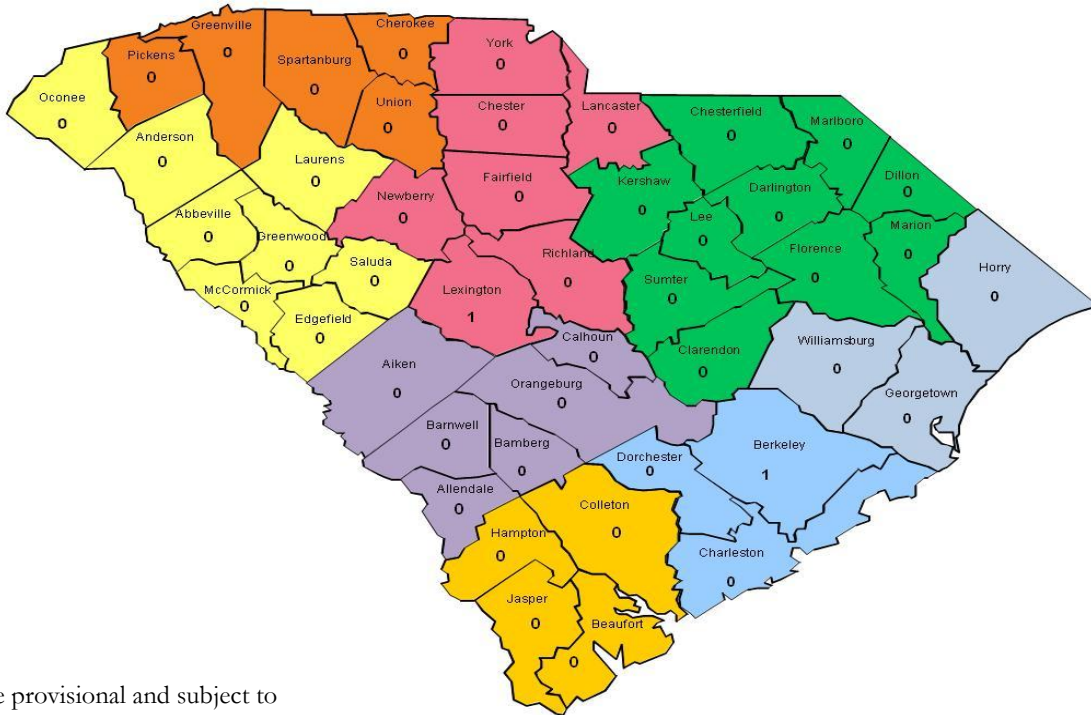 Greenville
0
Cherokee
0
Pickens
0
Spartanburg
0
York
0
Oconee
0
Union
0
Chester
0
Lancaster
0
Chesterfield
0
Marlboro
0
Anderson
0
Laurens
0
Fairfield
0
Kershaw
0
Darlington
0
Dillon
0
Newberry
0
Abbeville
0
Greenwood
0
Lee
0
Marion
0
Florence
0
Richland
0
Saluda
0
Horry
0
McCormick
0
Lexington
1
Sumter
0
Edgefield
0
Calhoun
0
Clarendon
0
Williamsburg
0
Aiken
0
Orangeburg
0
Georgetown
0
Barnwell
0
Bamberg
0
Dorchester
0
Berkeley
1
Allendale
0
Colleton
0
Hampton
0
Charleston
0
Jasper
0
Beaufort
0
e provisional and subject to